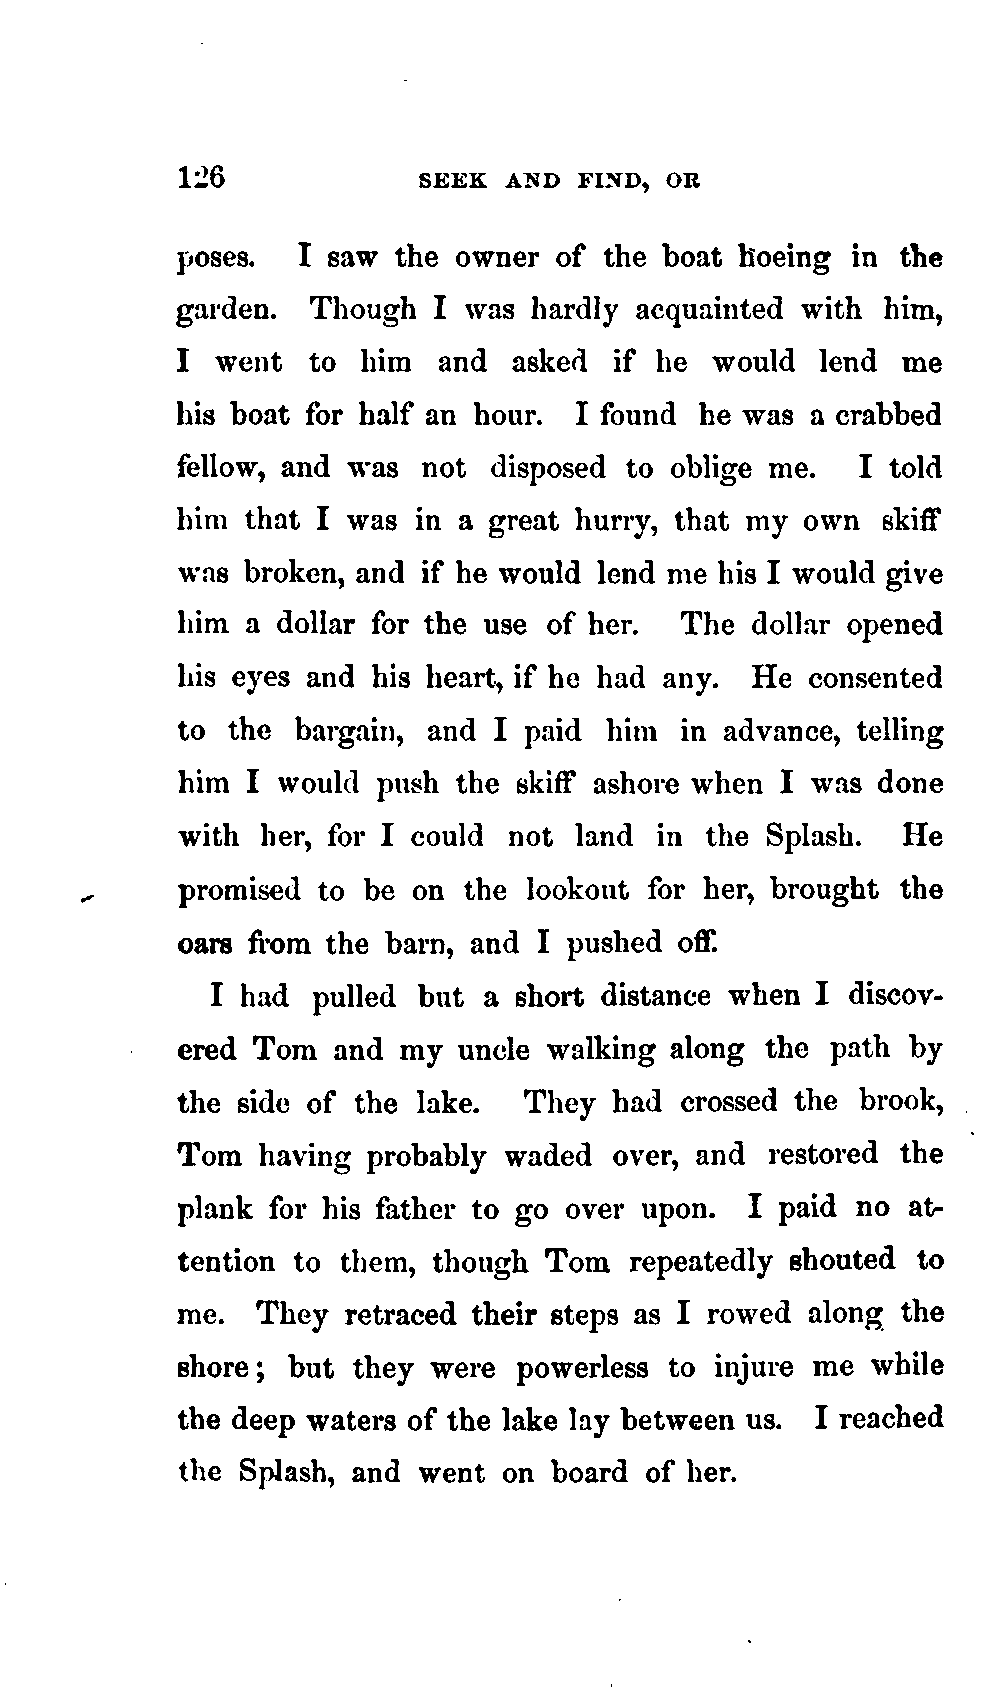 126 SEEK AND FIND, OR
poses. I saw the owner of the boat hoeing in the
garden. Though I was hardly acquainted with him,
I went to him and asked if he would lend me
his boat for half an hour. I found he was a crabbed
fellow, and was not disposed to oblige me. I told
him that I was in a great hurry, that my own skiff
was broken, and if he would lend me his I would give
him a dollar for the use of her. The dollar opened
his eyes and his heart, if he had any. He consented
to the bargain, and I paid him in advance, telling
him I would push the skiff ashore when I was done
with her, for I could not land in the Splash. He
promised to be on the lookout for her, brought the
oars from the barn, and I pushed off.
I had pulled but a short distance when I discov-
ered Tom and my uncle walking along the path by
the side of the lake. They had crossed the brook,
Tom having probably waded over, and restored the
plank for his father to go over upon. I paid no at-
tention to them, though Tom repeatedly shouted to
me. They retraced their steps as I rowed along the
shore; but they were powerless to injure me while
the deep waters of the lake lay between us. I reached
the Splash, and went on board of her.